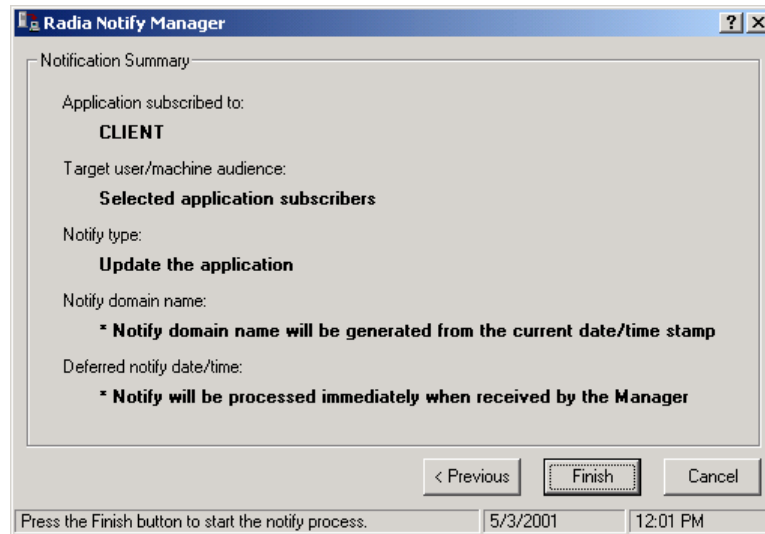 Radia Notify Manager
Notification Summary
Application subscribed to:
CLIENT
Target user/machine audience:
Selected application subscribers
Notify type:
Update the application
Notify domain name:
* Notify domain name will be generated from the current date/time stamp
Deferred notify date/time:
* Notify will be processed immediately when received by the Manager
< Previous
Finish
Cancel
Press the Finish button to start the notify process.
5/3/2001
12:01 PM